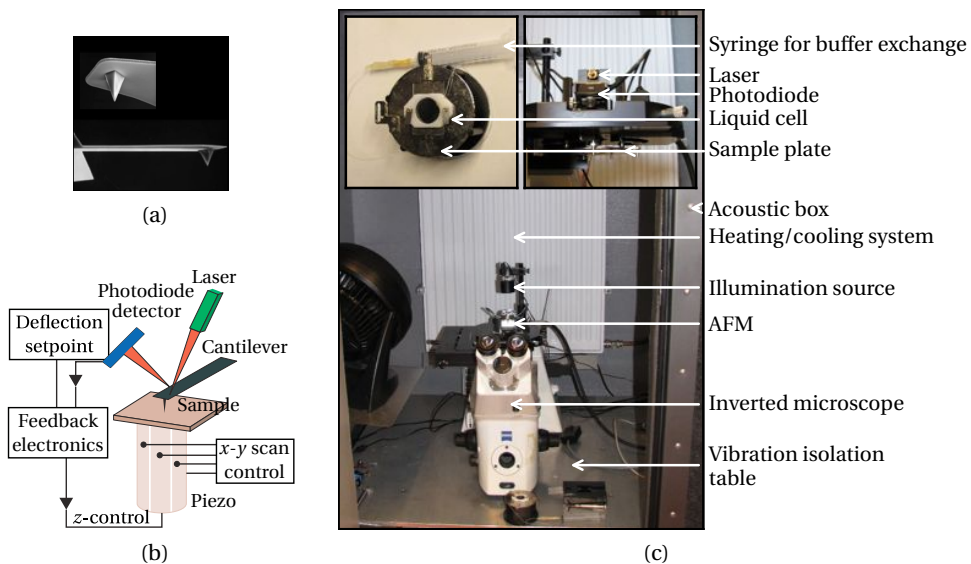 (a)
Laser
Photodiode
detector
Deflection
setpoint
Cantilever
Sample
Feedback
electronics
x-y scan
control
z-control
Piezo
(b)
Syringe for buffer exchange
Laser
Photodiode
Liquid cell
Sample plate
Acoustic box
Heating/cooling system
Illumination source
AFM
Inverted microscope
Vibration isolation
table
(c)